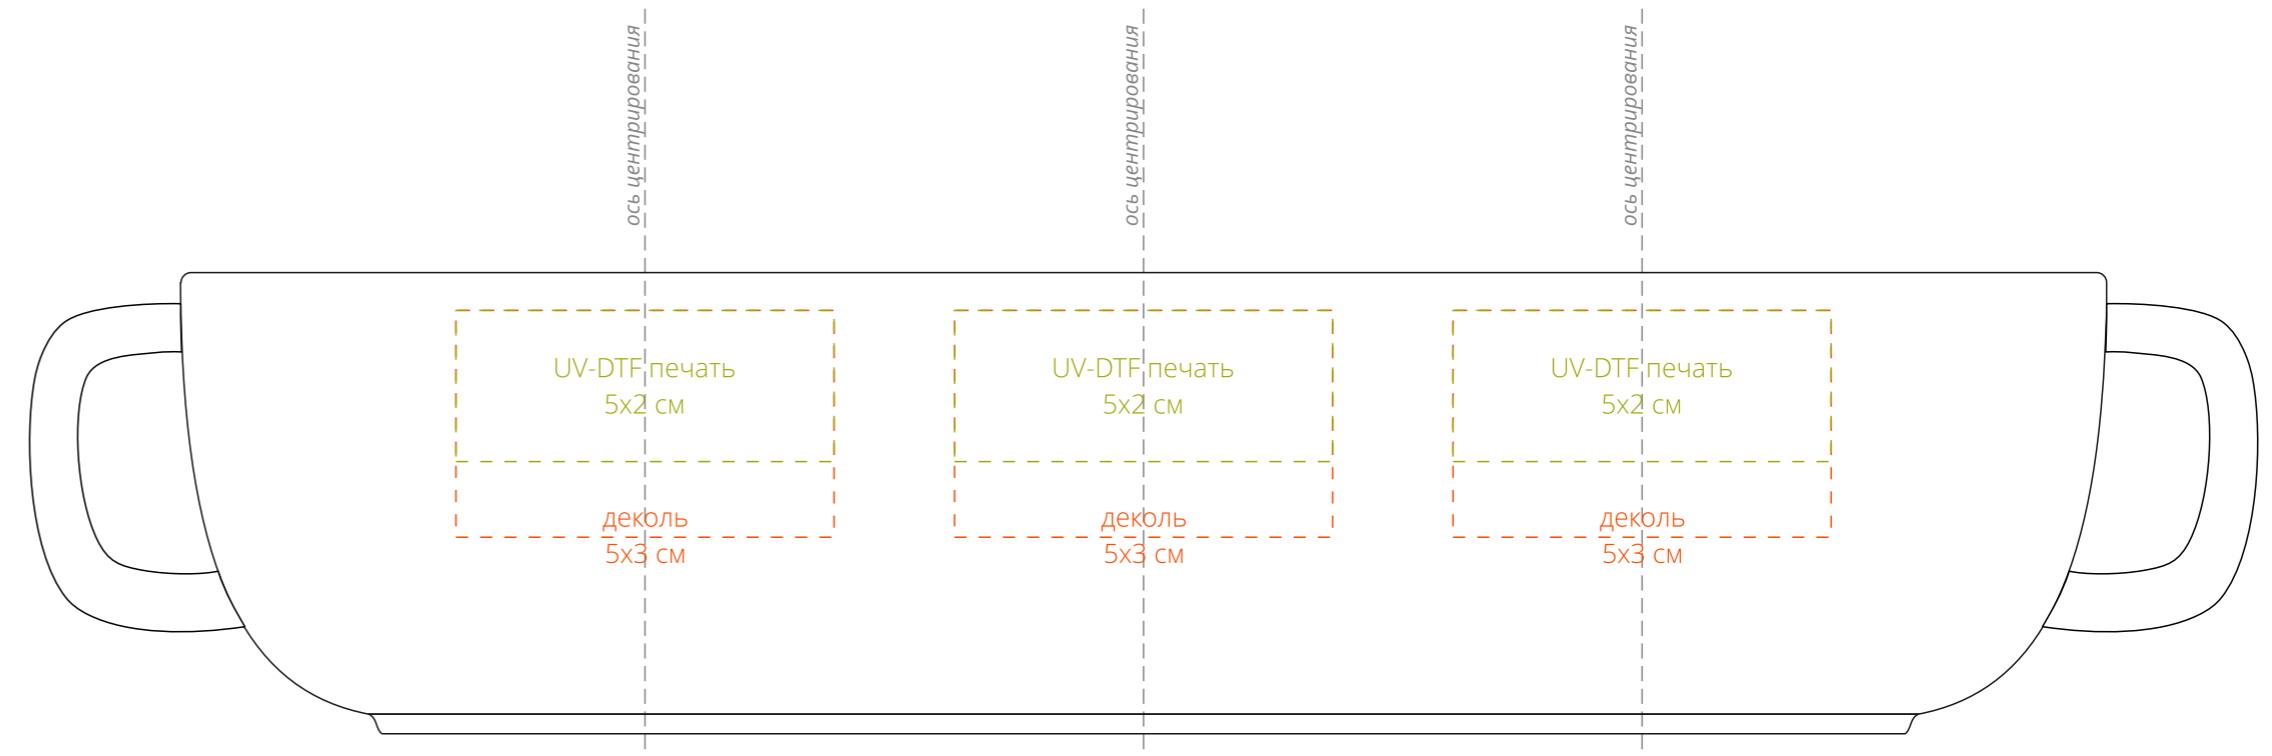 ось центрирования
ось центрирования
ось центрирования
UV-DTF печать
5x2 см
UV-DTF печать
5x2 см
UV-DTF печать
5x2 см
деколь
5x3 см
деколь
5x3 см
деколь
5x3 см